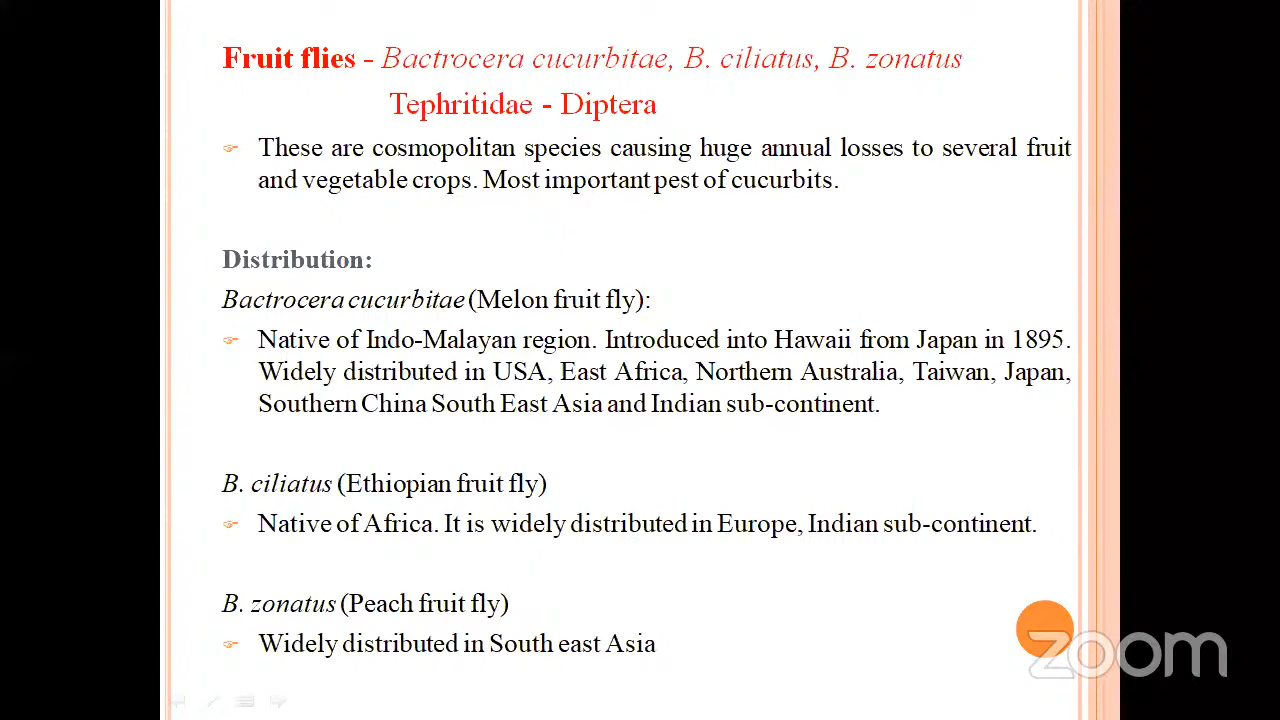 Fruit flies - Bactrocera cucurbitae, B. ciliatus, B. zonatus
Tephritidae - Diptera
These are cosmopolitan species causing huge annual losses to several fruit
and vegetable crops. Most important pest of cucurbits.
Distribution:
Bactrocera cucurbitae (Melon fruit fly):
Native of Indo-Malayan region. Introduced into Hawaii from Japan in 1895.
Widely distributed in USA, East Africa, Northern Australia, Taiwan, Japan,
Southern China South East Asia and Indian sub-continent.
B. ciliatus (Ethiopian fruit fly)
Native of Africa. It is widely distributed in Europe, Indian sub-continent.
B. zonatus (Peach fruit fly)
Widely distributed in South east Asia
zoom